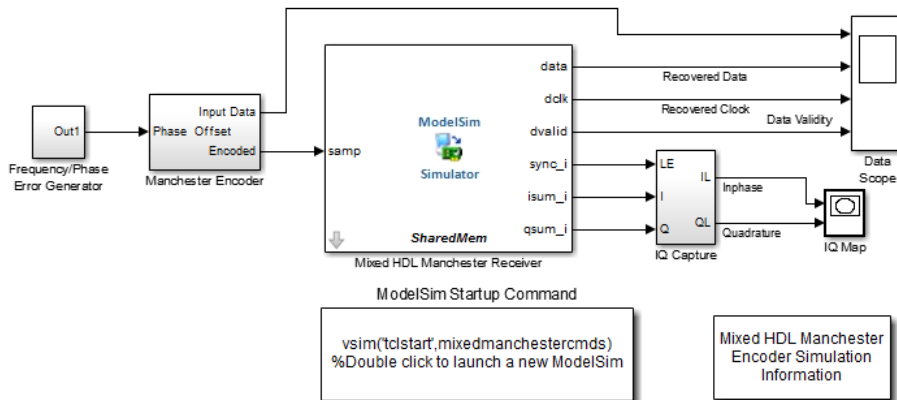 Out1
Frequency/Phase
Error Generator
Input Data
Phase Offset
Encoded
Manchester Encoder
samp
ModelSim
Simulator
SharedMem
data
dclk
dvalid
sync_i
isum_i
qsum_i
Mixed HDL Manchester Receiver
Recovered Data
Recovered Clock
Data Validity
LE
I
Q
IL
QL
IQ Capture
Inphase
Quadrature
Data
Scope
IQ Map
ModelSim Startup Command
vsim('tclstart',mixedmanchestercmds)
%Double click to launch a new ModelSim
Mixed HDL Manchester
Encoder Simulation
Information